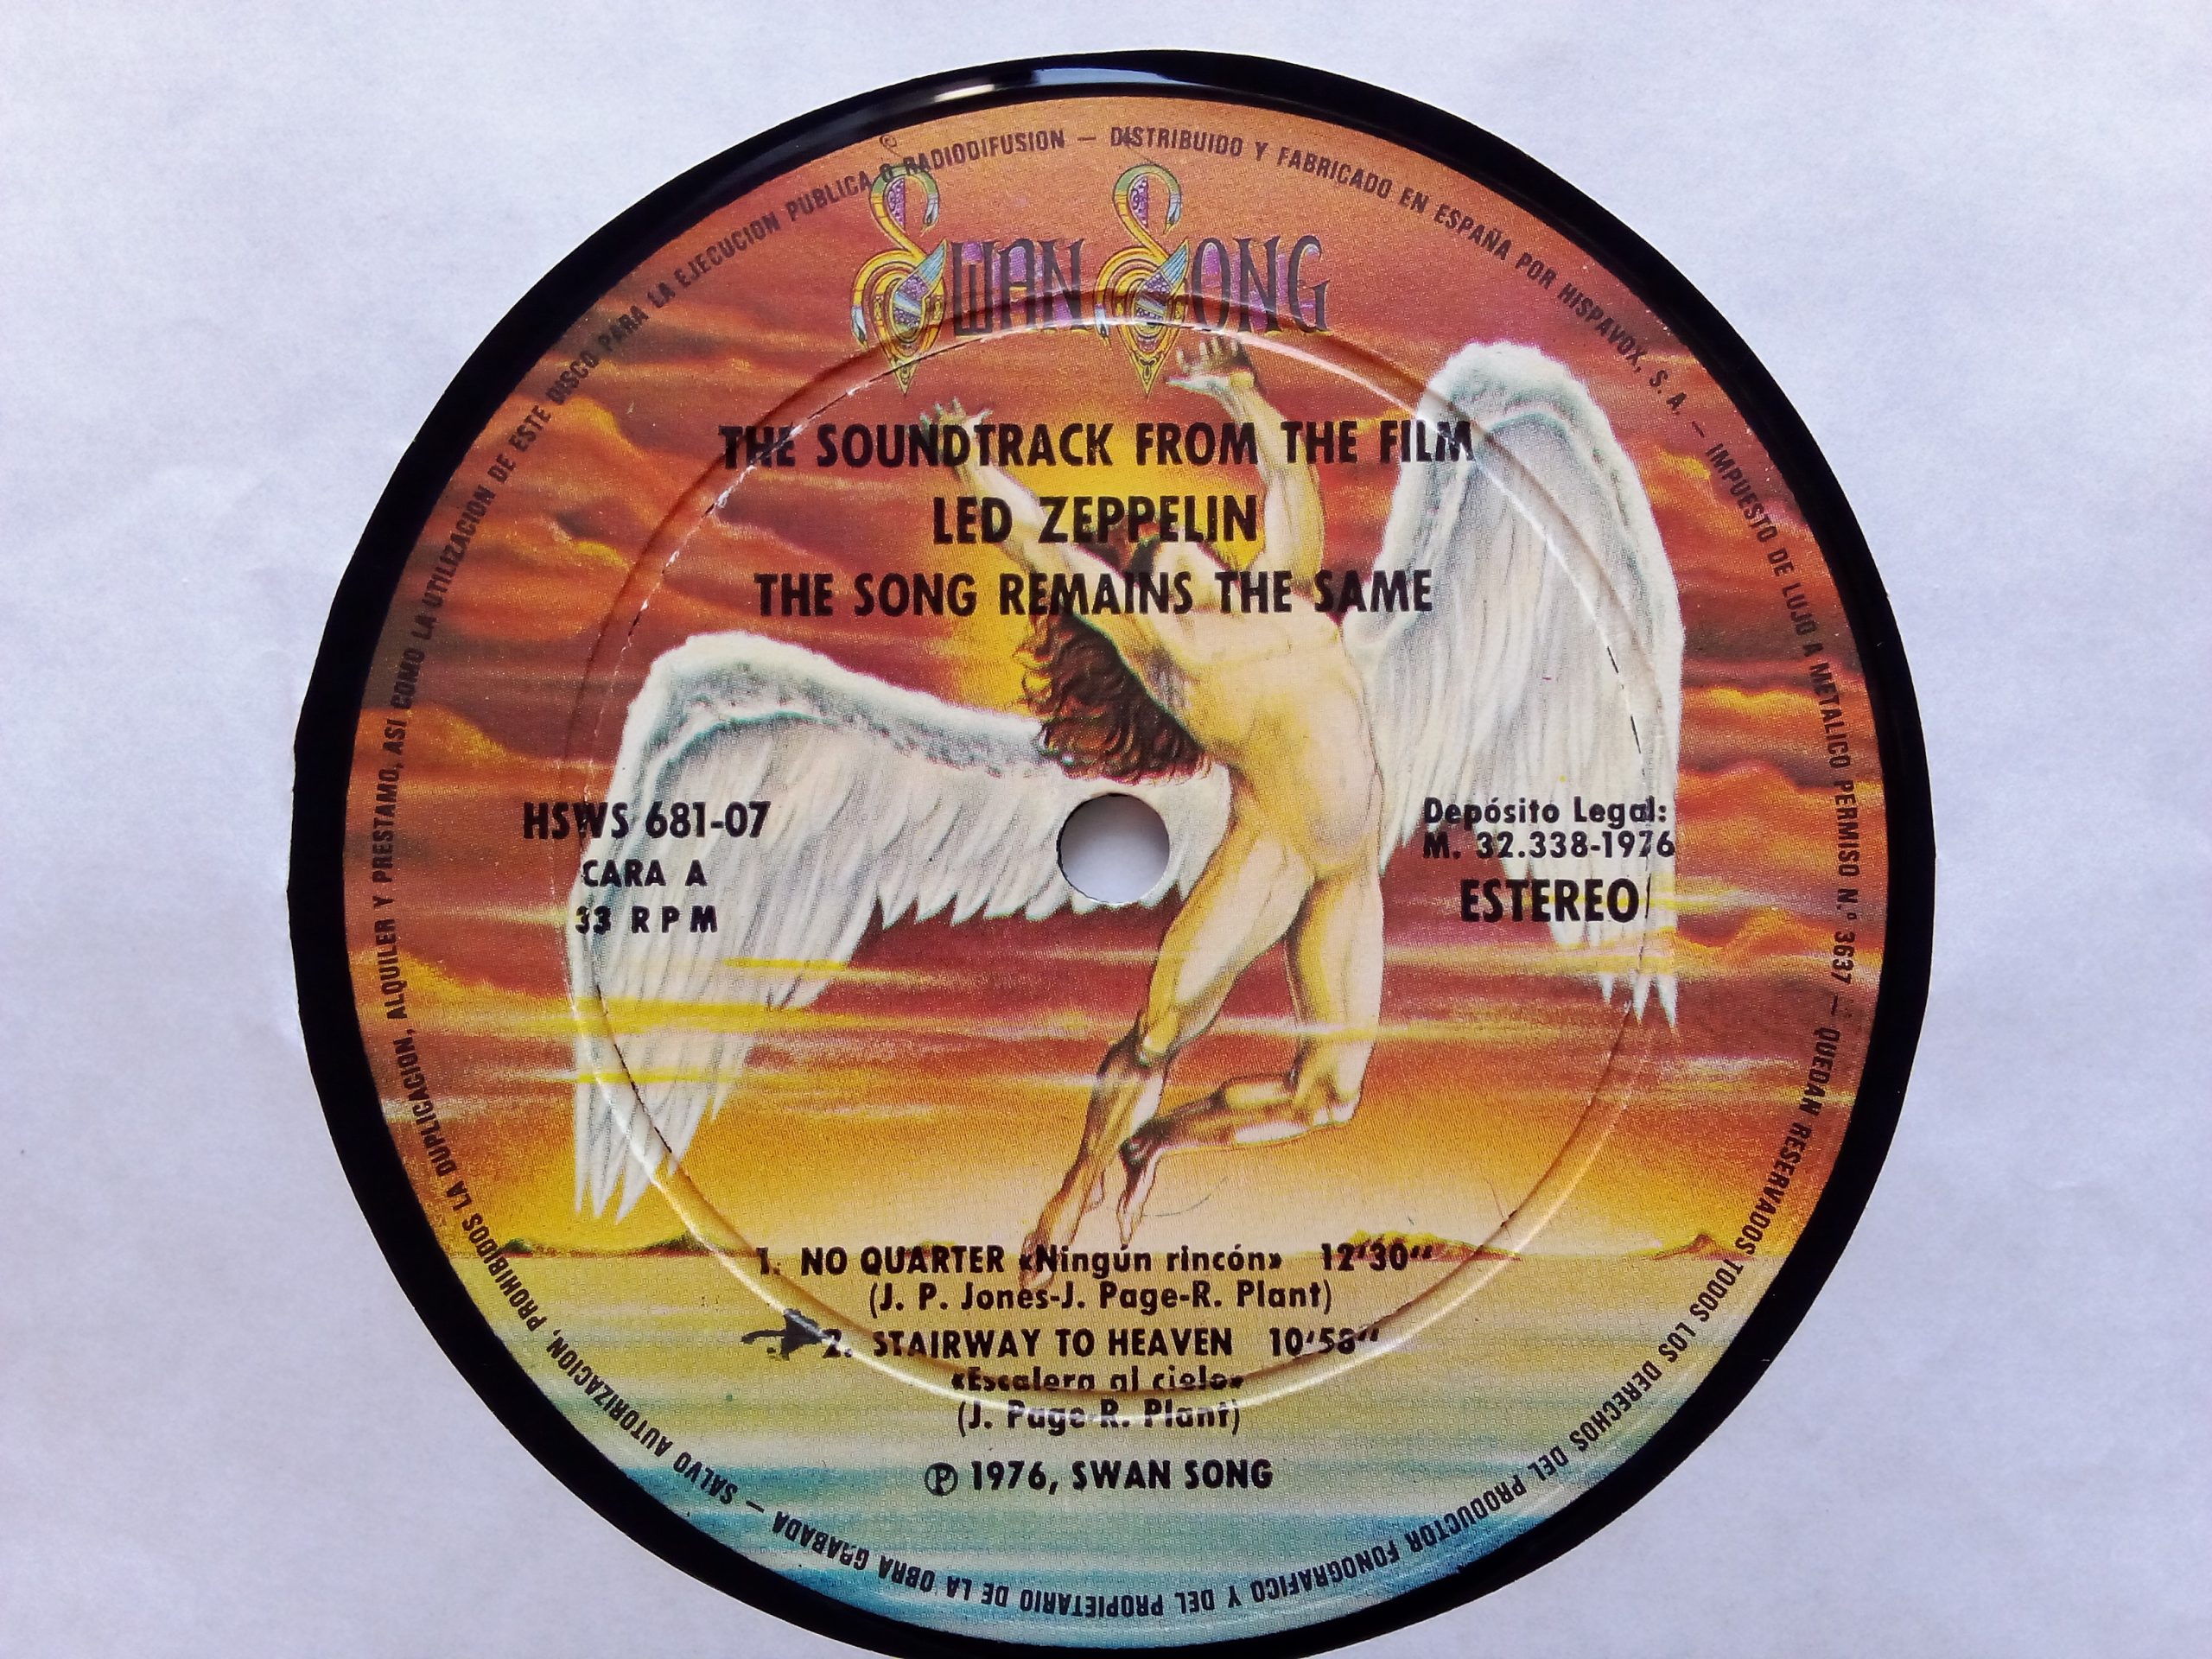 SWAN SONG
THE SOUNDTRACK FROM THE FILM
LED ZEPPELIN
THE SONG REMAINS THE SAME
HSWS 681-07
CARA A
33 RPM
Depósito Legal:
M. 32.338-1976
ESTEREO
1. NO QUARTER «Ningún rincón» 12'30''
(J. P. Jones-J. Page-R. Plant)
2. STAIRWAY TO HEAVEN 10'58''
«Escalera al cielo»
(J. Page-R. Plant)
℗ 1976, SWAN SONG
DISTRIBUIDO Y FABRICADO EN ESPAÑA POR HISPAVOX, S. A. — IMPUESTO DE LUJO A METALICO PERMISO N.º 3637 — QUEDAN RESERVADOS TODOS LOS DERECHOS DEL PRODUCTOR FONOGRAFICO Y DEL PROPIETARIO DE LA OBRA GRABADA — SALVO AUTORIZACION, PROHIBIDOS LA DUPLICACION, ALQUILER Y PRESTAMO, ASI COMO LA UTILIZACION DE ESTE DISCO PARA LA EJECUCION PUBLICA O RADIODIFUSION —